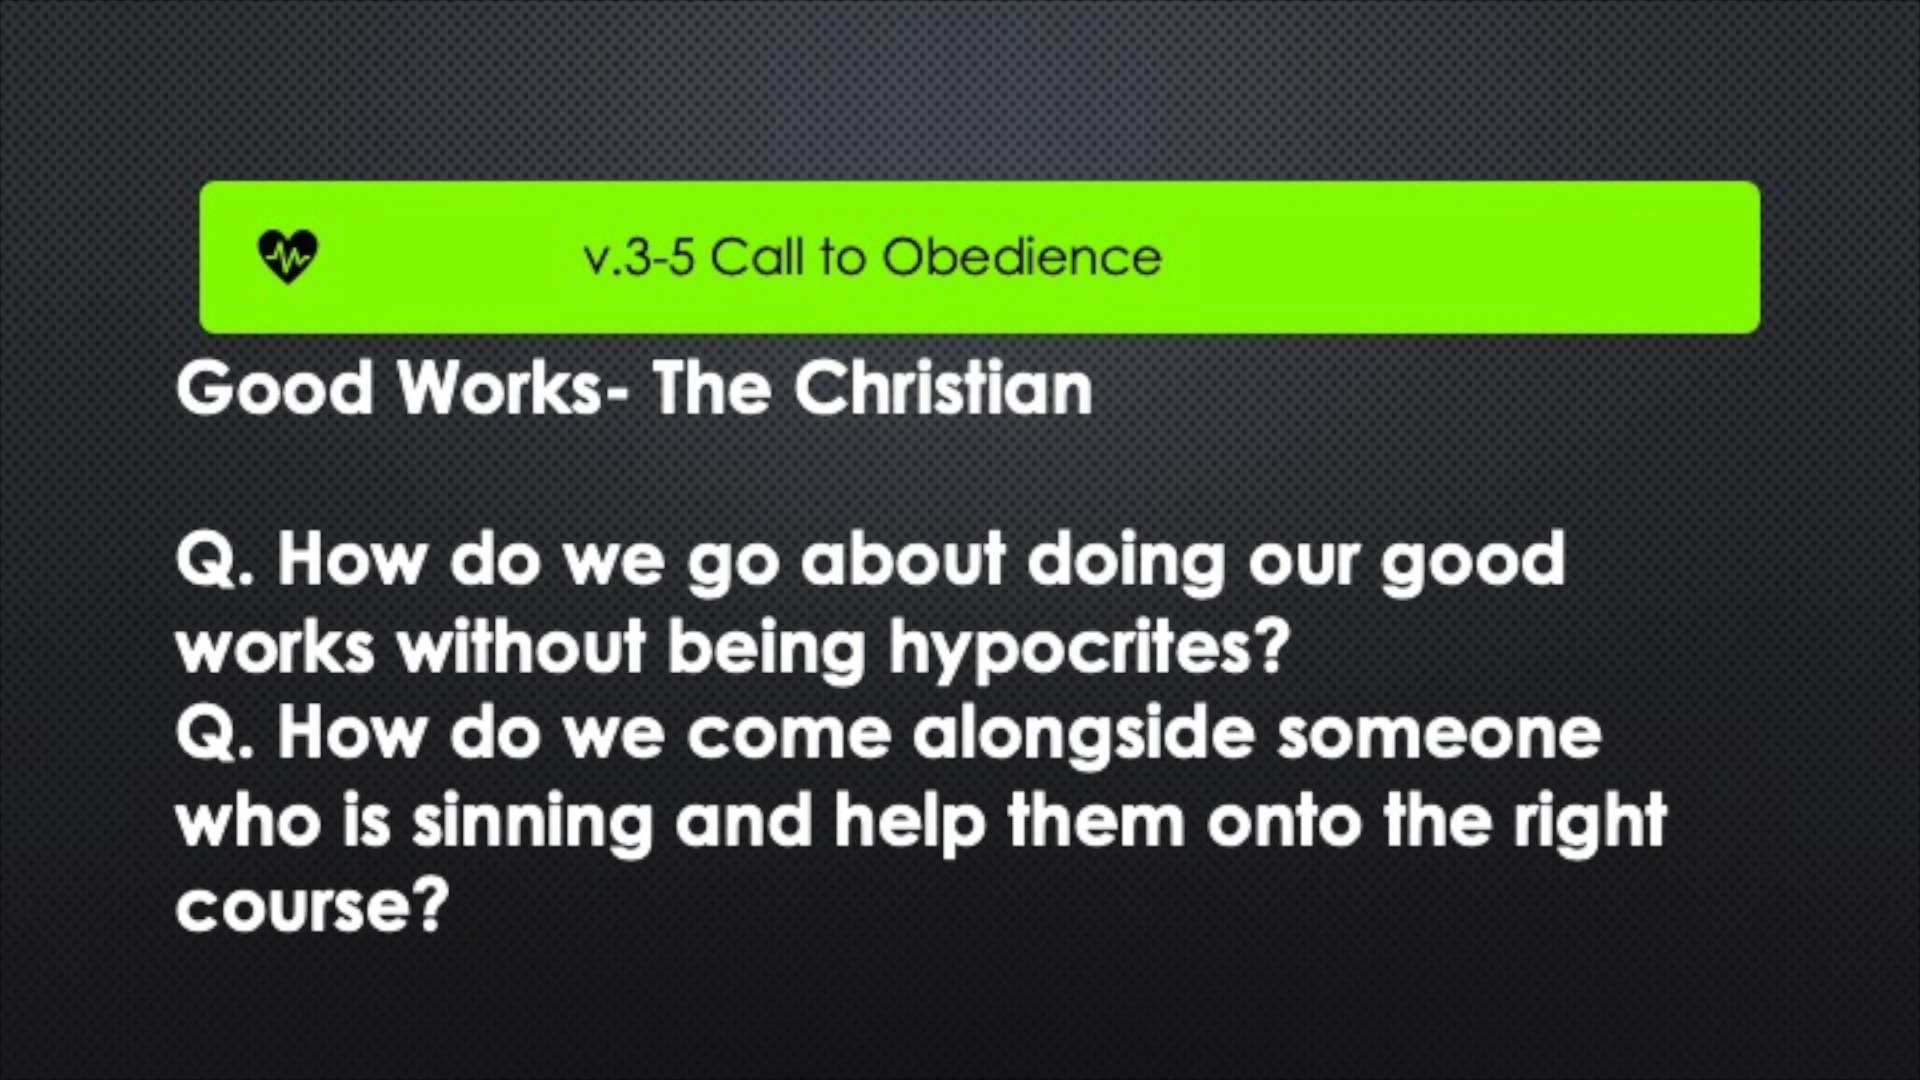 v.3-5 Call to Obedience
Good Works- The Christian
Q. How do we go about doing our good
works without being hypocrites?
Q. How do we come alongside someone
who is sinning and help them onto the right
course?